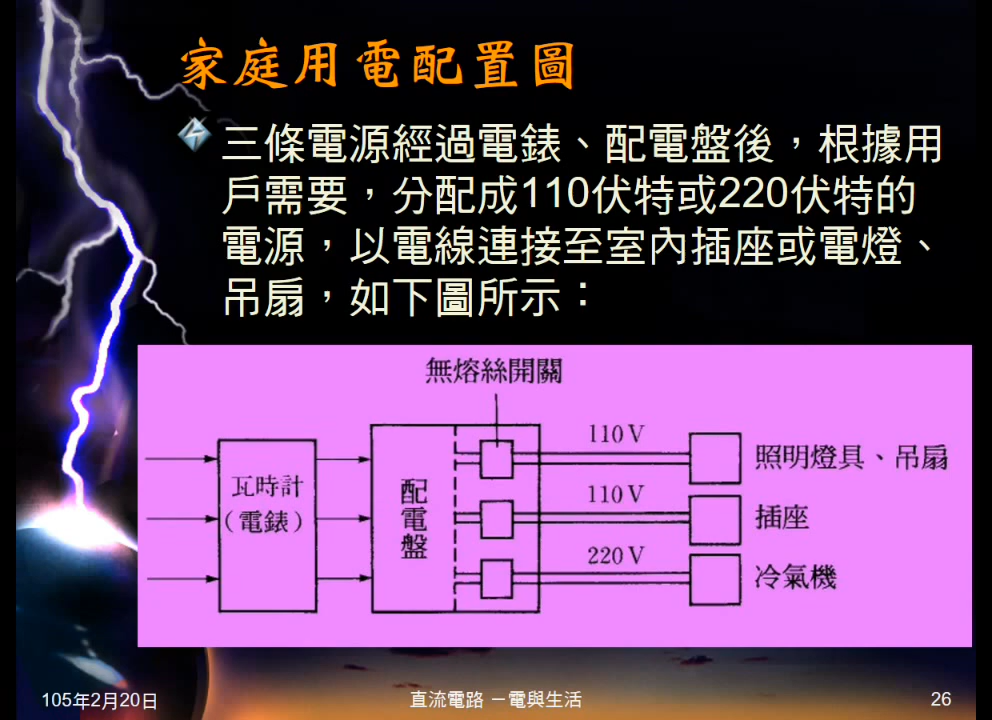 家庭用電配置圖
三條電源經過電錶、配電盤後，根據用
戶需要，分配成110伏特或220伏特的
電源，以電線連接至室內插座或電燈、
吊扇，如下圖所示：
無熔絲開關
瓦時計
（電錶）
配電盤
110V
照明燈具、吊扇
110V
插座
220V
冷氣機
105年2月20日
直流電路 －電與生活
26